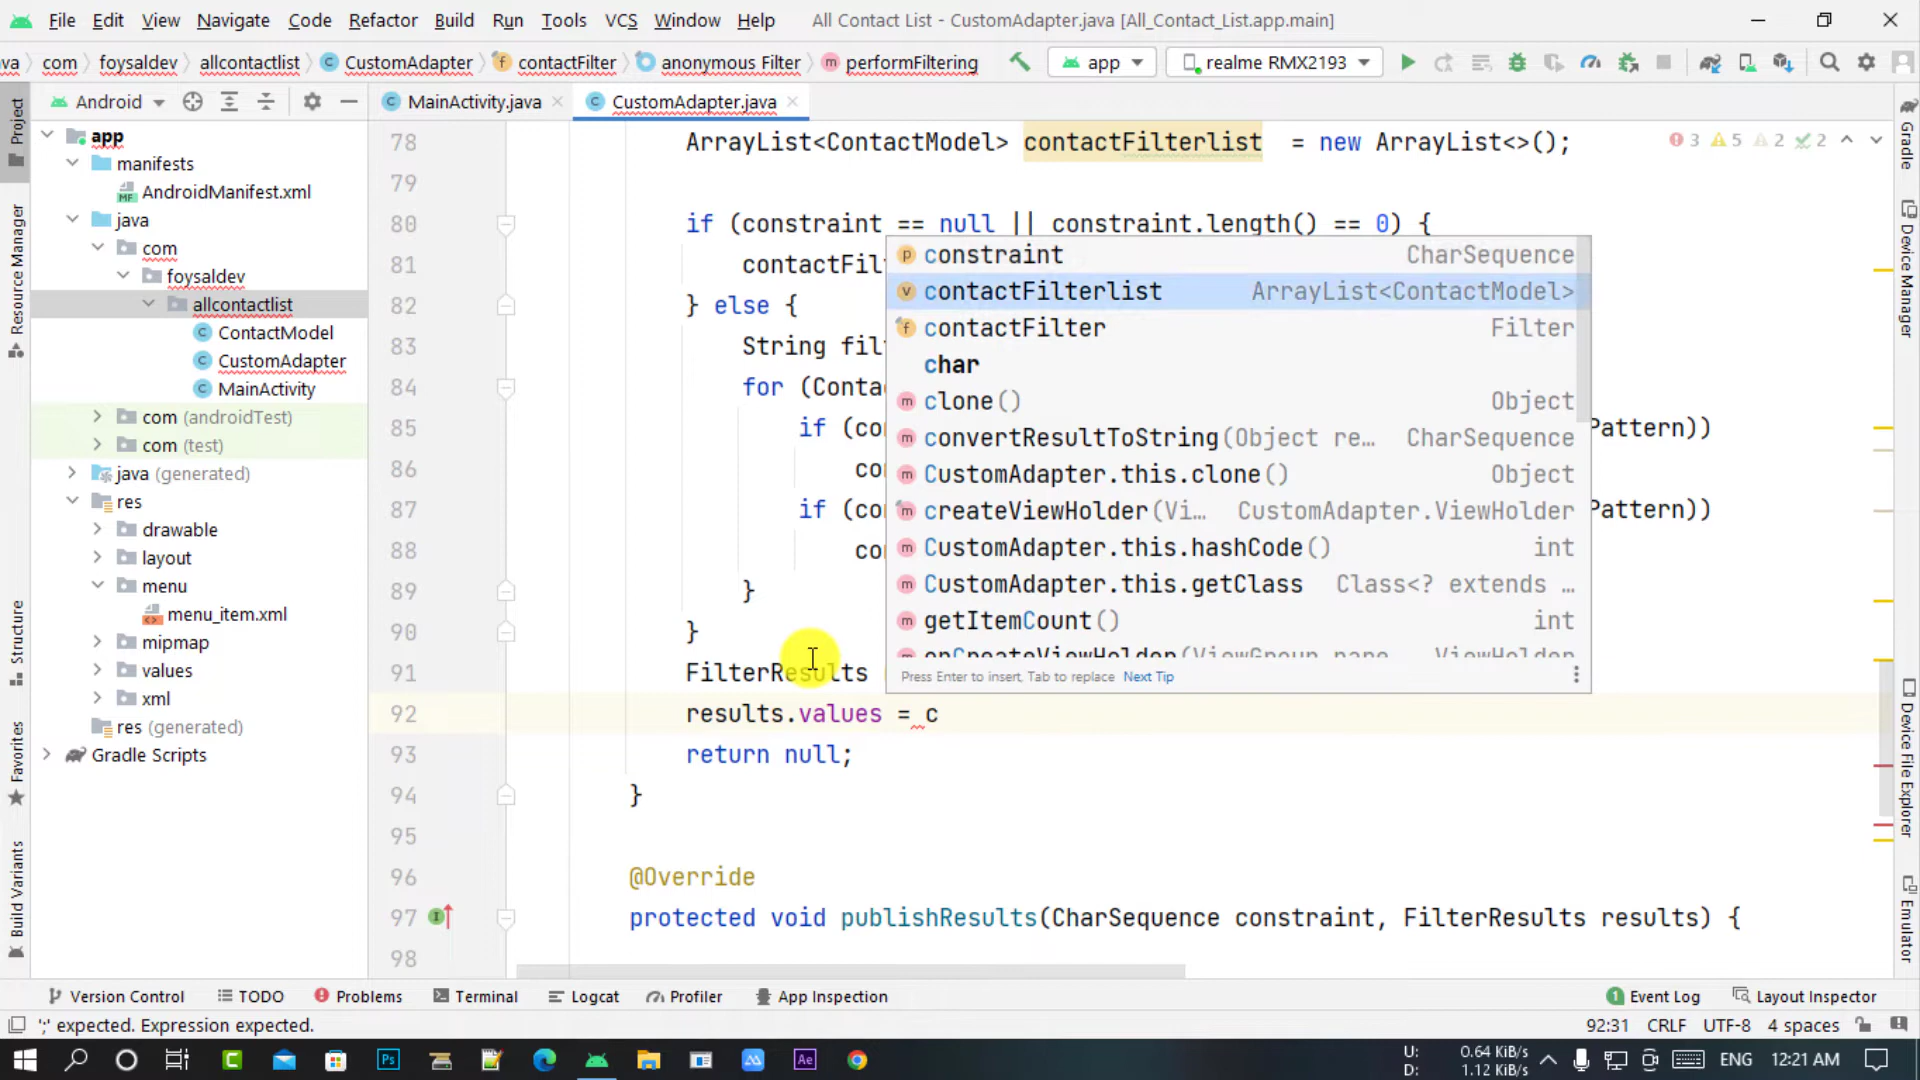 File Edit View Navigate Code Refactor Build Run Tools VCS Window Help All Contact List - CustomAdapter.java [All_Contact_List.app.main]
va com foysaldev allcontactlist CustomAdapter contactFilter anonymous Filter performFiltering app realme RMX2193
Android MainActivity.java CustomAdapter.java
Project
Resource Manager
Structure
Favorites
Build Variants
app
manifests
AndroidManifest.xml
java
com
foysaldev
allcontactlist
ContactModel
CustomAdapter
MainActivity
com (androidTest)
com (test)
java (generated)
res
drawable
layout
menu
menu_item.xml
mipmap
values
xml
res (generated)
Gradle Scripts
78 ArrayList<ContactModel> contactFilterlist = new ArrayList<>(); 3 5 2 2
79
80 if (constraint == null || constraint.length() == 0) {
81 contactFil
82 } else {
83 String fil
84 for (Conta
85 if (co Pattern))
86 co
87 if (co Pattern))
88 co
89 }
90 }
91 FilterResults
92 results.values = c
93 return null;
94 }
95
96 @Override
97 protected void publishResults(CharSequence constraint, FilterResults results) {
98
constraint CharSequence
contactFilterlist ArrayList<ContactModel>
contactFilter Filter
char
clone() Object
convertResultToString(Object re… CharSequence
CustomAdapter.this.clone() Object
createViewHolder(Vi… CustomAdapter.ViewHolder
CustomAdapter.this.hashCode() int
CustomAdapter.this.getClass Class<? extends …
getItemCount() int
onCreateViewHolder(ViewGroup pare ViewHolder
Press Enter to insert, Tab to replace Next Tip
Gradle
Device Manager
Device File Explorer
Emulator
Version Control TODO Problems Terminal Logcat Profiler App Inspection 1 Event Log Layout Inspector
';' expected. Expression expected. 92:31 CRLF UTF-8 4 spaces
U: 0.64 KiB/s
D: 1.12 KiB/s
ENG 12:21 AM
Ps
Ae